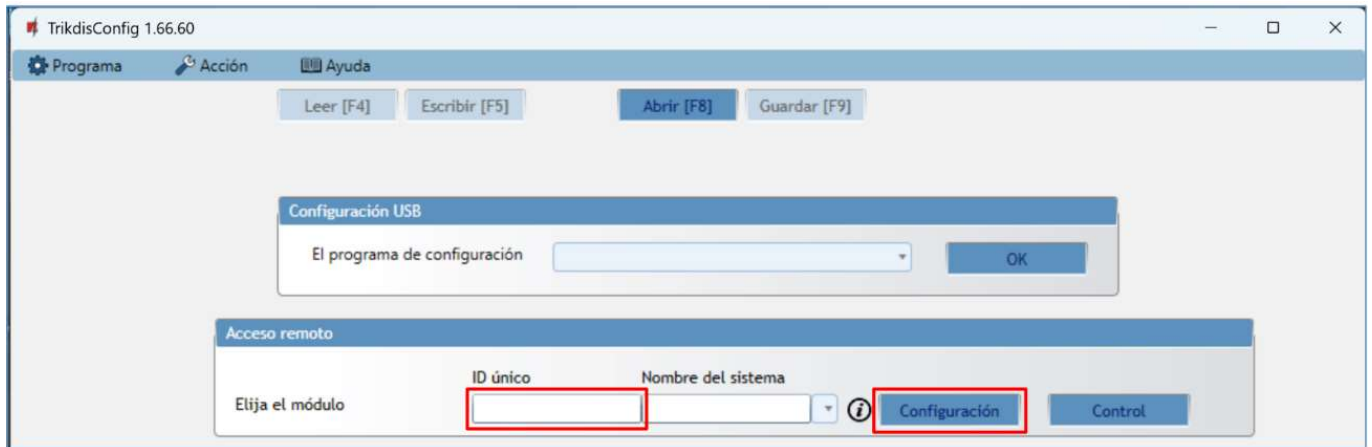 TrikdisConfig 1.66.60
Programa Acción Ayuda
Leer [F4] Escribir [F5] Abrir [F8] Guardar [F9]
Configuración USB
El programa de configuración OK
Acceso remoto
ID único Nombre del sistema
Elija el módulo i Configuración Control